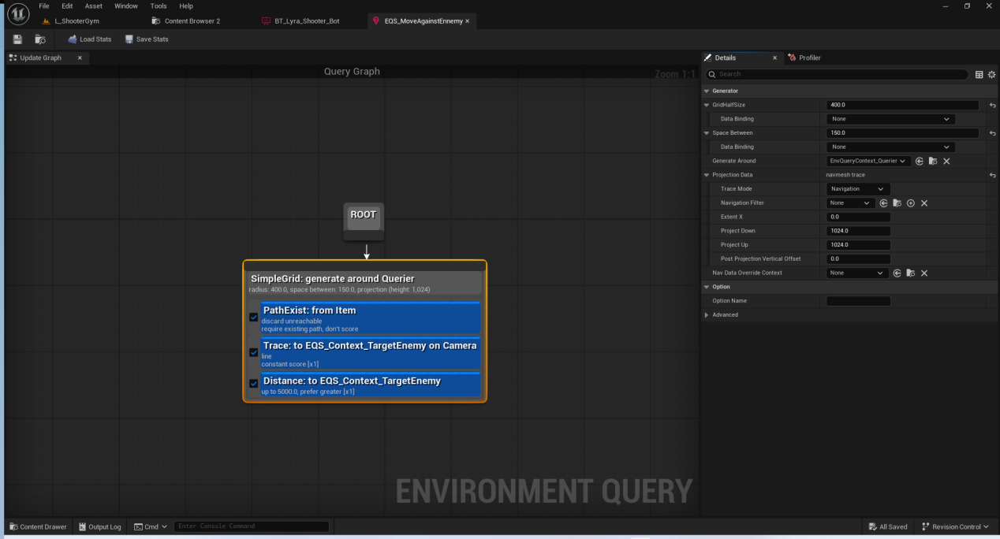 File Edit Asset Window Tools Help
L_ShooterGym Content Browser 2 BT_Lyra_Shooter_Bot EQS_MoveAgainstEnnemy
Load Stats Save Stats
Update Graph
Query Graph
Zoom 1:1
ROOT
SimpleGrid: generate around Querier
radius: 400.0, space between: 150.0, projection (height: 1,024)
PathExist: from Item
discard unreachable
require existing path, don't score
Trace: to EQS_Context_TargetEnemy on Camera
line
constant score [x1]
Distance: to EQS_Context_TargetEnemy
up to 5000.0, prefer greater [x1]
ENVIRONMENT QUERY
Details Profiler
Search
Generator
GridHalfSize 400.0
Data Binding None
Space Between 150.0
Data Binding None
Generate Around EnvQueryContext_Querier
Projection Data navmesh trace
Trace Mode Navigation
Navigation Filter None
Extent X 0.0
Project Down 1024.0
Project Up 1024.0
Post Projection Vertical Offset 0.0
Nav Data Override Context None
Option
Option Name
Advanced
Content Drawer Output Log Cmd Enter Console Command All Saved Revision Control